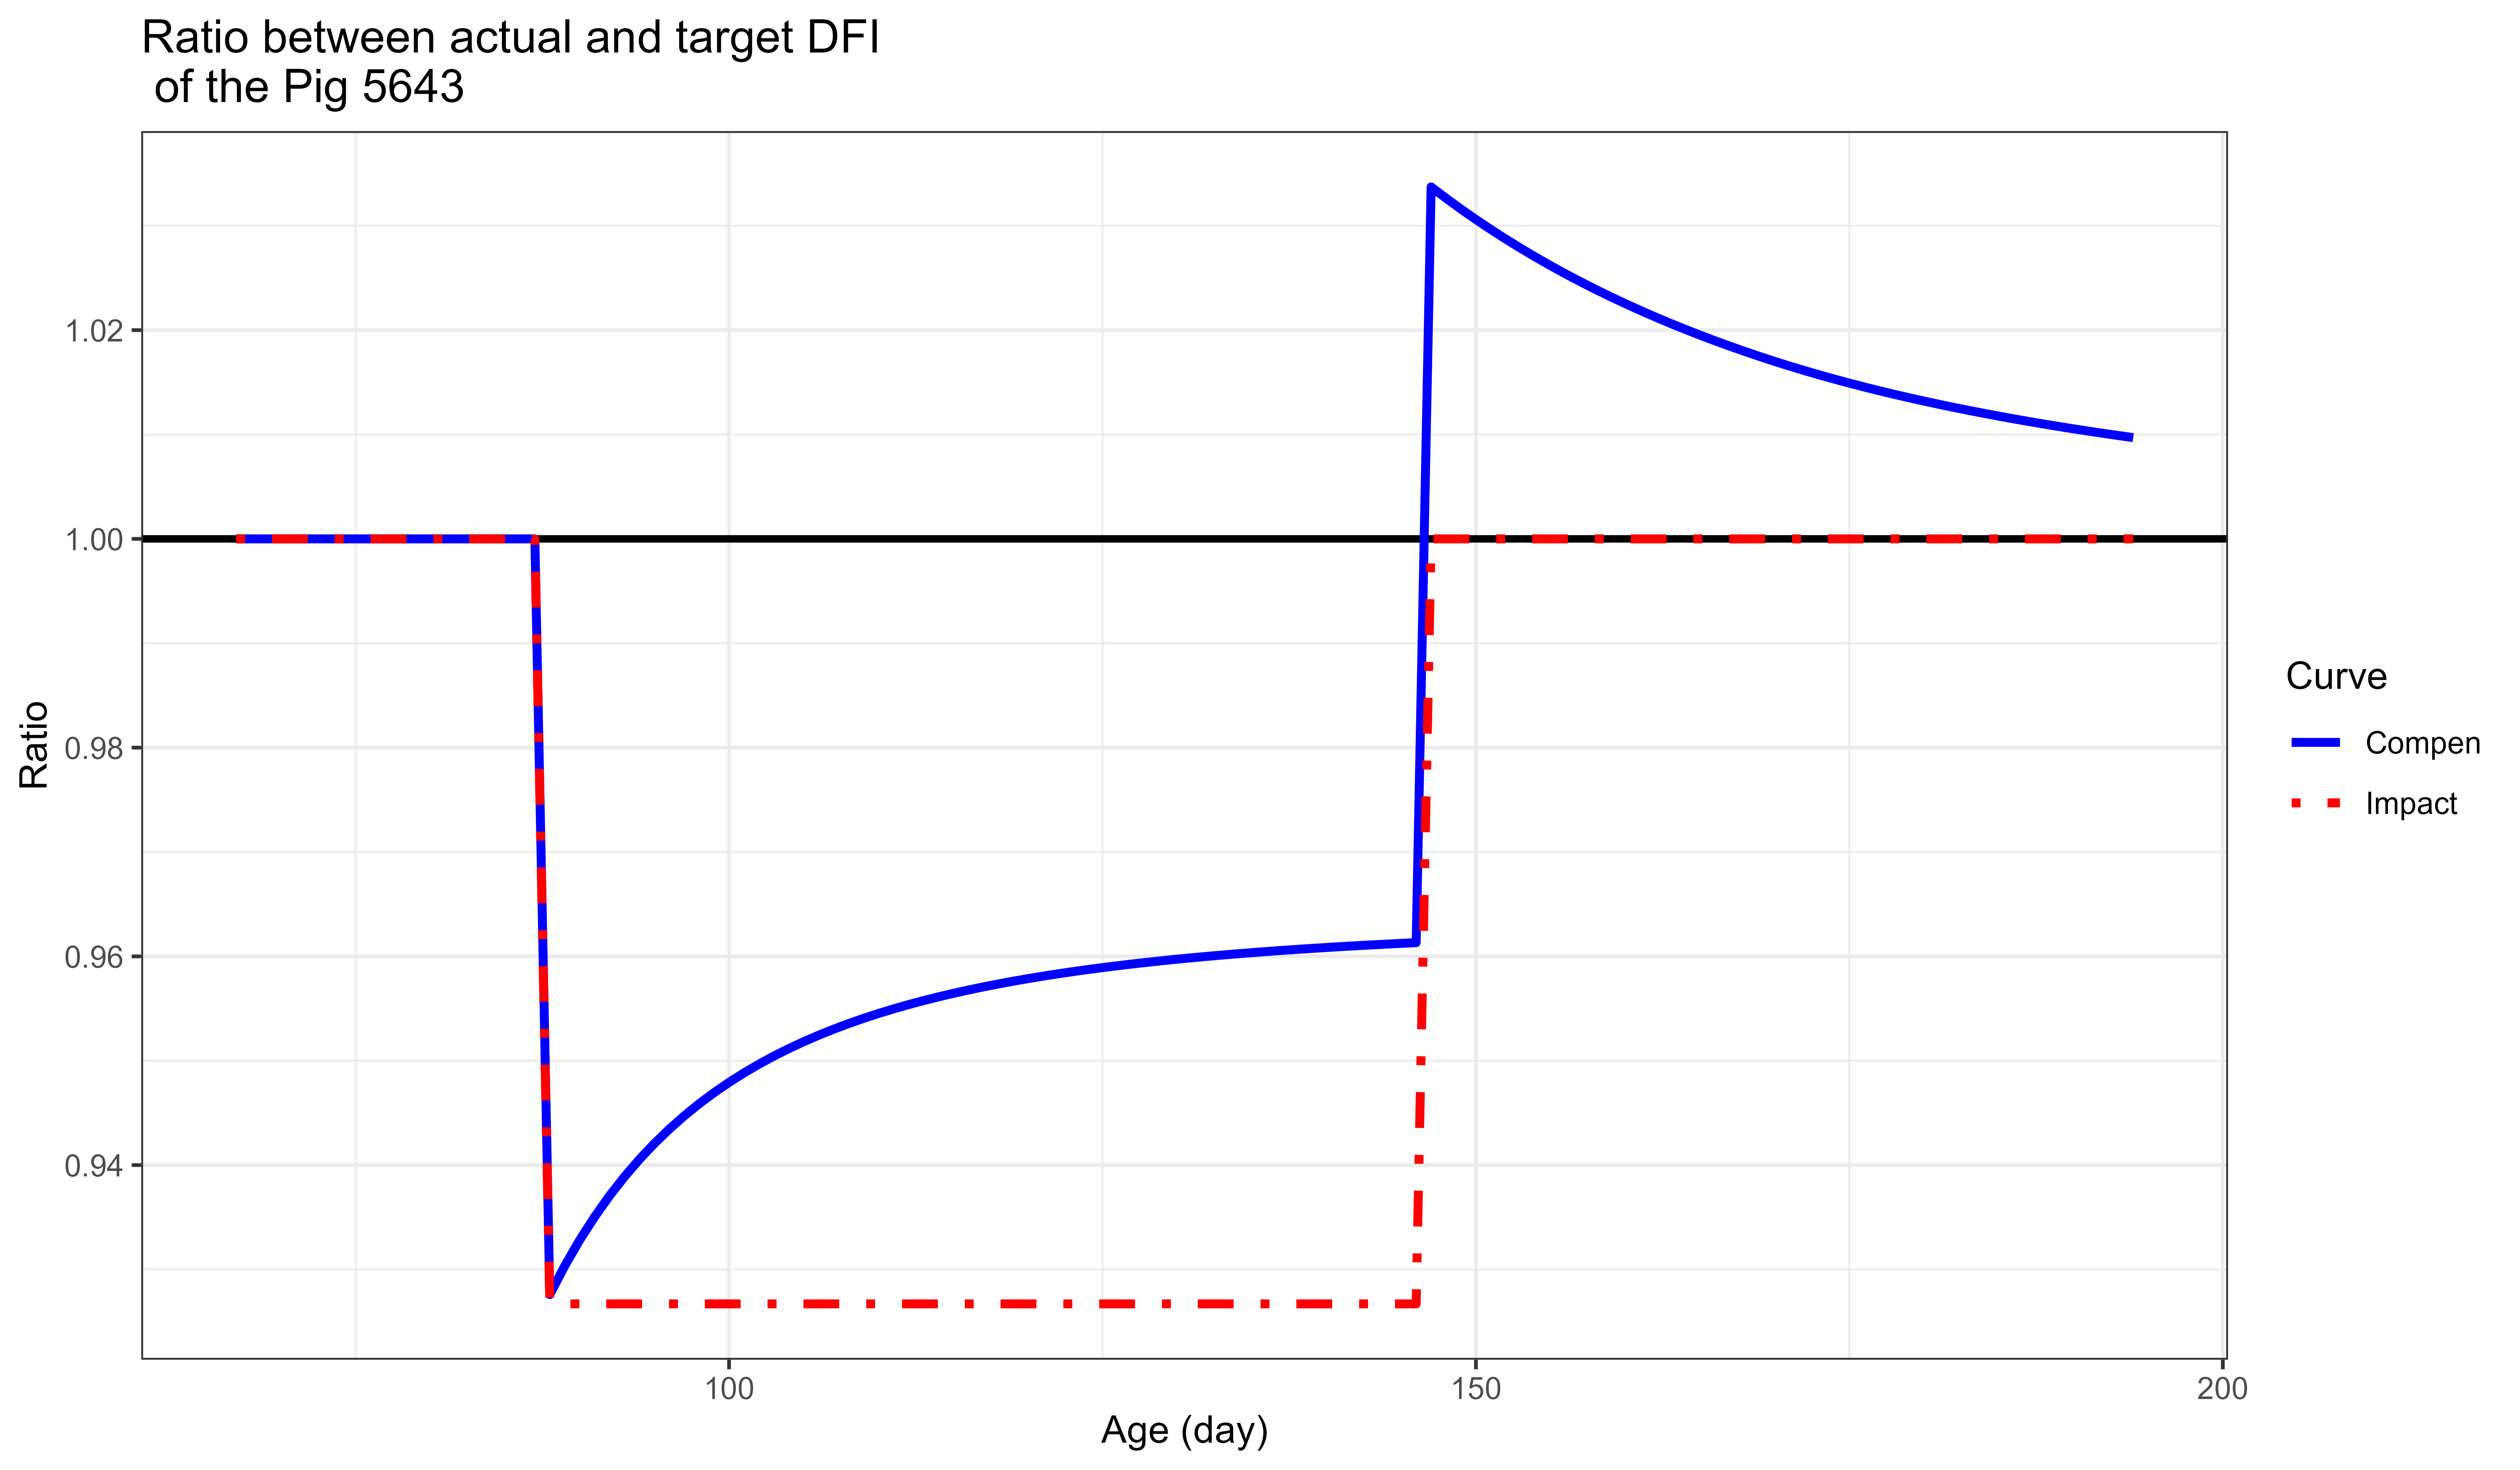 Ratio between actual and target DFI
of the Pig 5643
Ratio
1.02
1.00
0.98
0.96
0.94
100
150
200
Age (day)
Curve
Compen
Impact